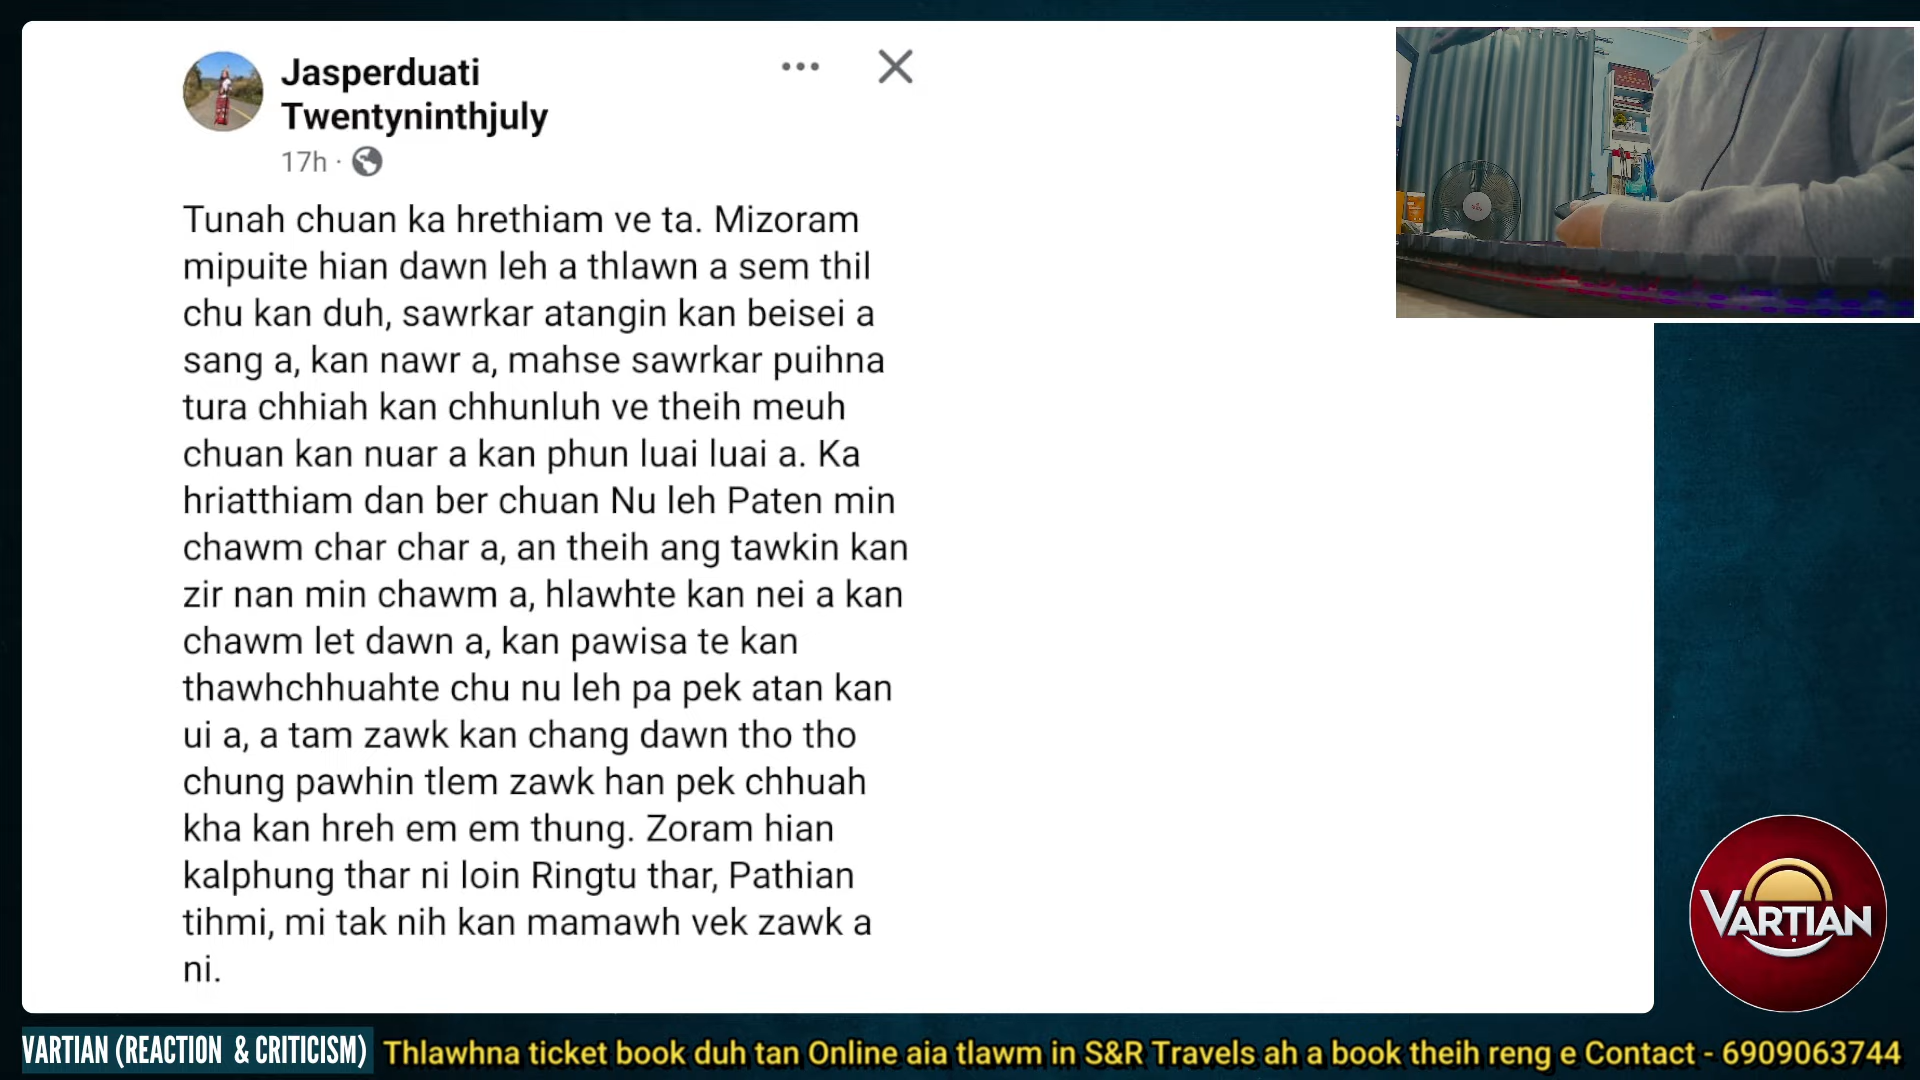 Jasperduati
Twentyninthjuly
17h ·
Tunah chuan ka hrethiam ve ta. Mizoram
mipuite hian dawn leh a thlawn a sem thil
chu kan duh, sawrkar atangin kan beisei a
sang a, kan nawr a, mahse sawrkar puihna
tura chhiah kan chhunluh ve theih meuh
chuan kan nuar a kan phun luai luai a. Ka
hriatthiam dan ber chuan Nu leh Paten min
chawm char char a, an theih ang tawkin kan
zir nan min chawm a, hlawhte kan nei a kan
chawm let dawn a, kan pawisa te kan
thawhchhuahte chu nu leh pa pek atan kan
ui a, a tam zawk kan chang dawn tho tho
chung pawhin tlem zawk han pek chhuah
kha kan hreh em em thung. Zoram hian
kalphung thar ni loin Ringtu thar, Pathian
tihmi, mi tak nih kan mamawh vek zawk a
ni.
VARṬIAN
VARTIAN (REACTION & CRITICISM)
Thlawhna ticket book duh tan Online aia tlawm in S&R Travels ah a book theih reng e Contact - 6909063744